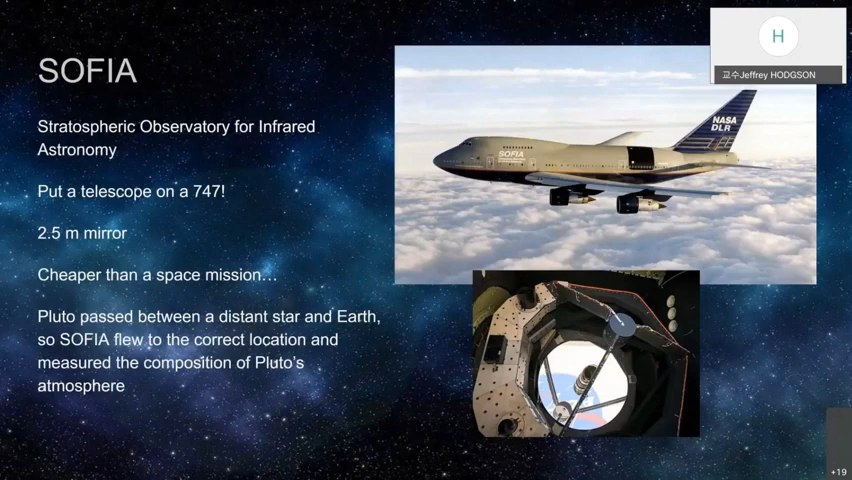 SOFIA
Stratospheric Observatory for Infrared
Astronomy
Put a telescope on a 747!
2.5 m mirror
Cheaper than a space mission…
Pluto passed between a distant star and Earth,
so SOFIA flew to the correct location and
measured the composition of Pluto's
atmosphere
NASA
DLR
SOFIA
H
교수Jeffrey HODGSON
+19